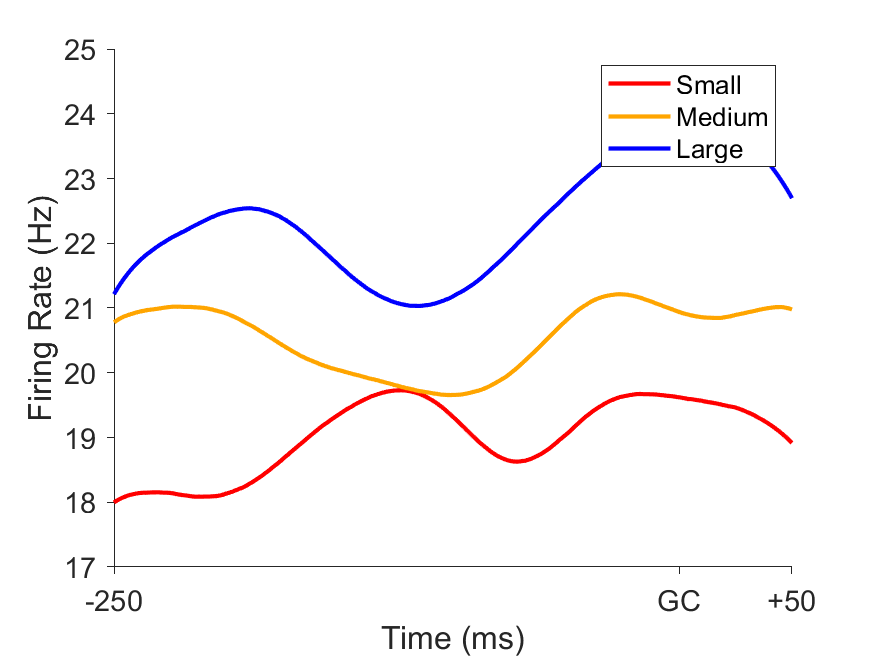 25
24
23
22
21
20
19
18
17
Firing Rate (Hz)
Small
Medium
Large
-250
GC
+50
Time (ms)